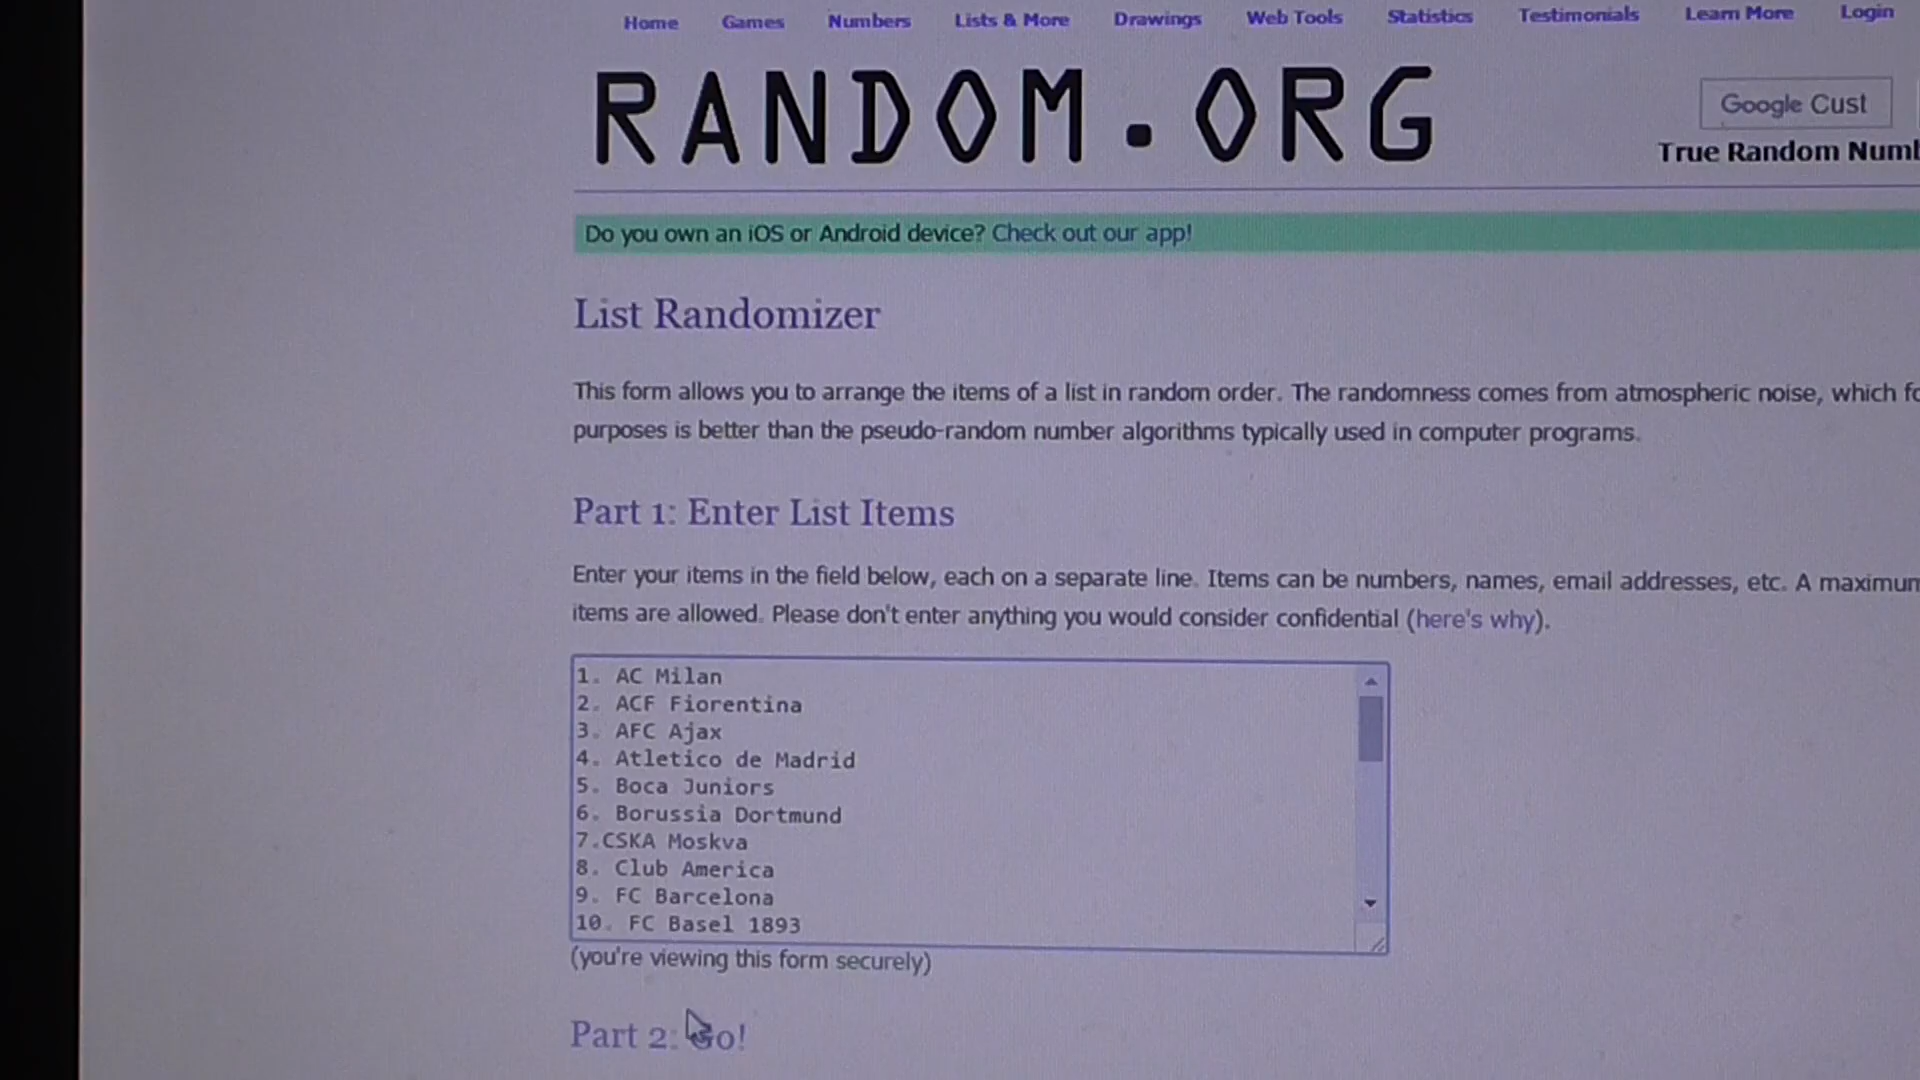 Home Games Numbers Lists & More Drawings Web Tools Statistics Testimonials Learn More Login
RANDOM.ORG
Google Cust
True Random
Do you own an iOS or Android device? Check out our app!
List Randomizer
This form allows you to arrange the items of a list in random order. The randomness comes from atmospheric noise, which
purposes is better than the pseudo-random number algorithms typically used in computer programs.
Part 1: Enter List Items
Enter your items in the field below, each on a separate line. Items can be numbers, names, email addresses, etc. A maximum
items are allowed. Please don't enter anything you would consider confidential (here's why).
1. AC Milan
2. ACF Fiorentina
3. AFC Ajax
4. Atletico de Madrid
5. Boca Juniors
6. Borussia Dortmund
7.CSKA Moskva
8. Club America
9. FC Barcelona
10. FC Basel 1893
(you're viewing this form securely)
Part 2: Go!